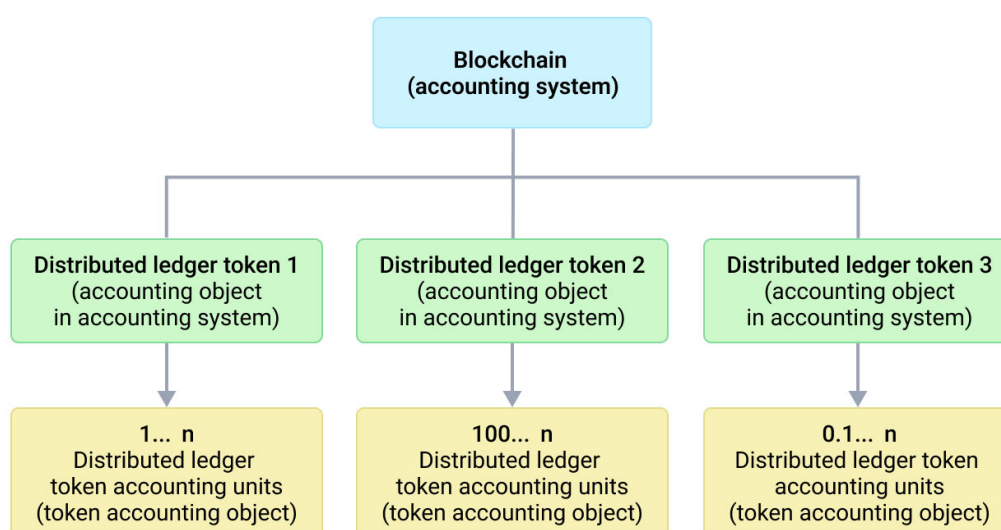 Blockchain
(accounting system)
Distributed ledger token 1
(accounting object
in accounting system)
Distributed ledger token 2
(accounting object
in accounting system)
Distributed ledger token 3
(accounting object
in accounting system)
1... n
Distributed ledger
token accounting units
(token accounting object)
100... n
Distributed ledger
token accounting units
(token accounting object)
0.1... n
Distributed ledger token
accounting units
(token accounting object)